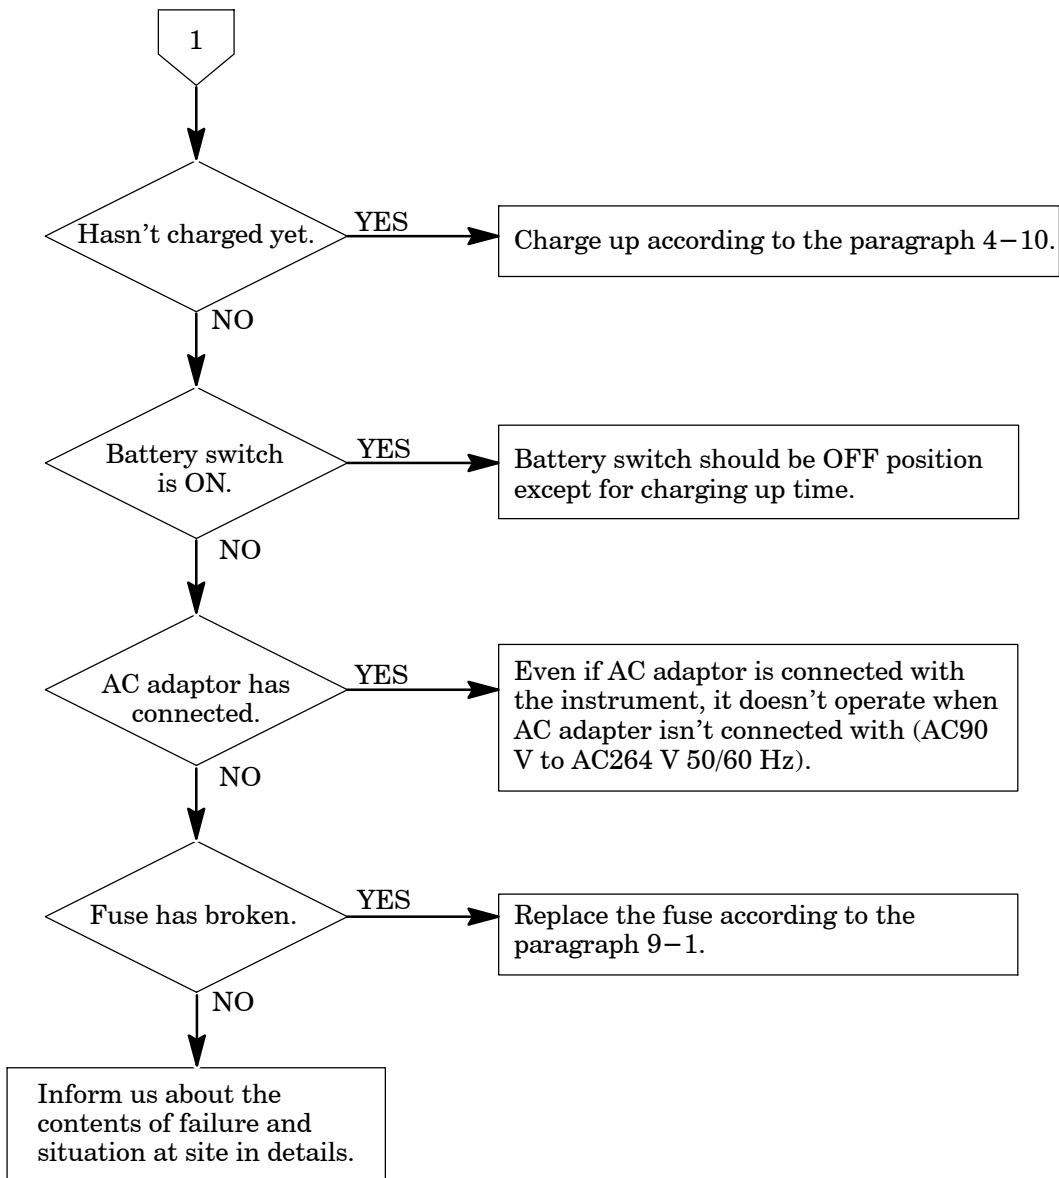 1
Hasn't charged yet.
YES
Charge up according to the paragraph 4−10.
NO
Battery switch
is ON.
YES
Battery switch should be OFF position
except for charging up time.
NO
AC adaptor has
connected.
YES
Even if AC adaptor is connected with
the instrument, it doesn't operate when
AC adapter isn't connected with (AC90
V to AC264 V 50/60 Hz).
NO
Fuse has broken.
YES
Replace the fuse according to the
paragraph 9−1.
NO
Inform us about the
contents of failure and
situation at site in details.